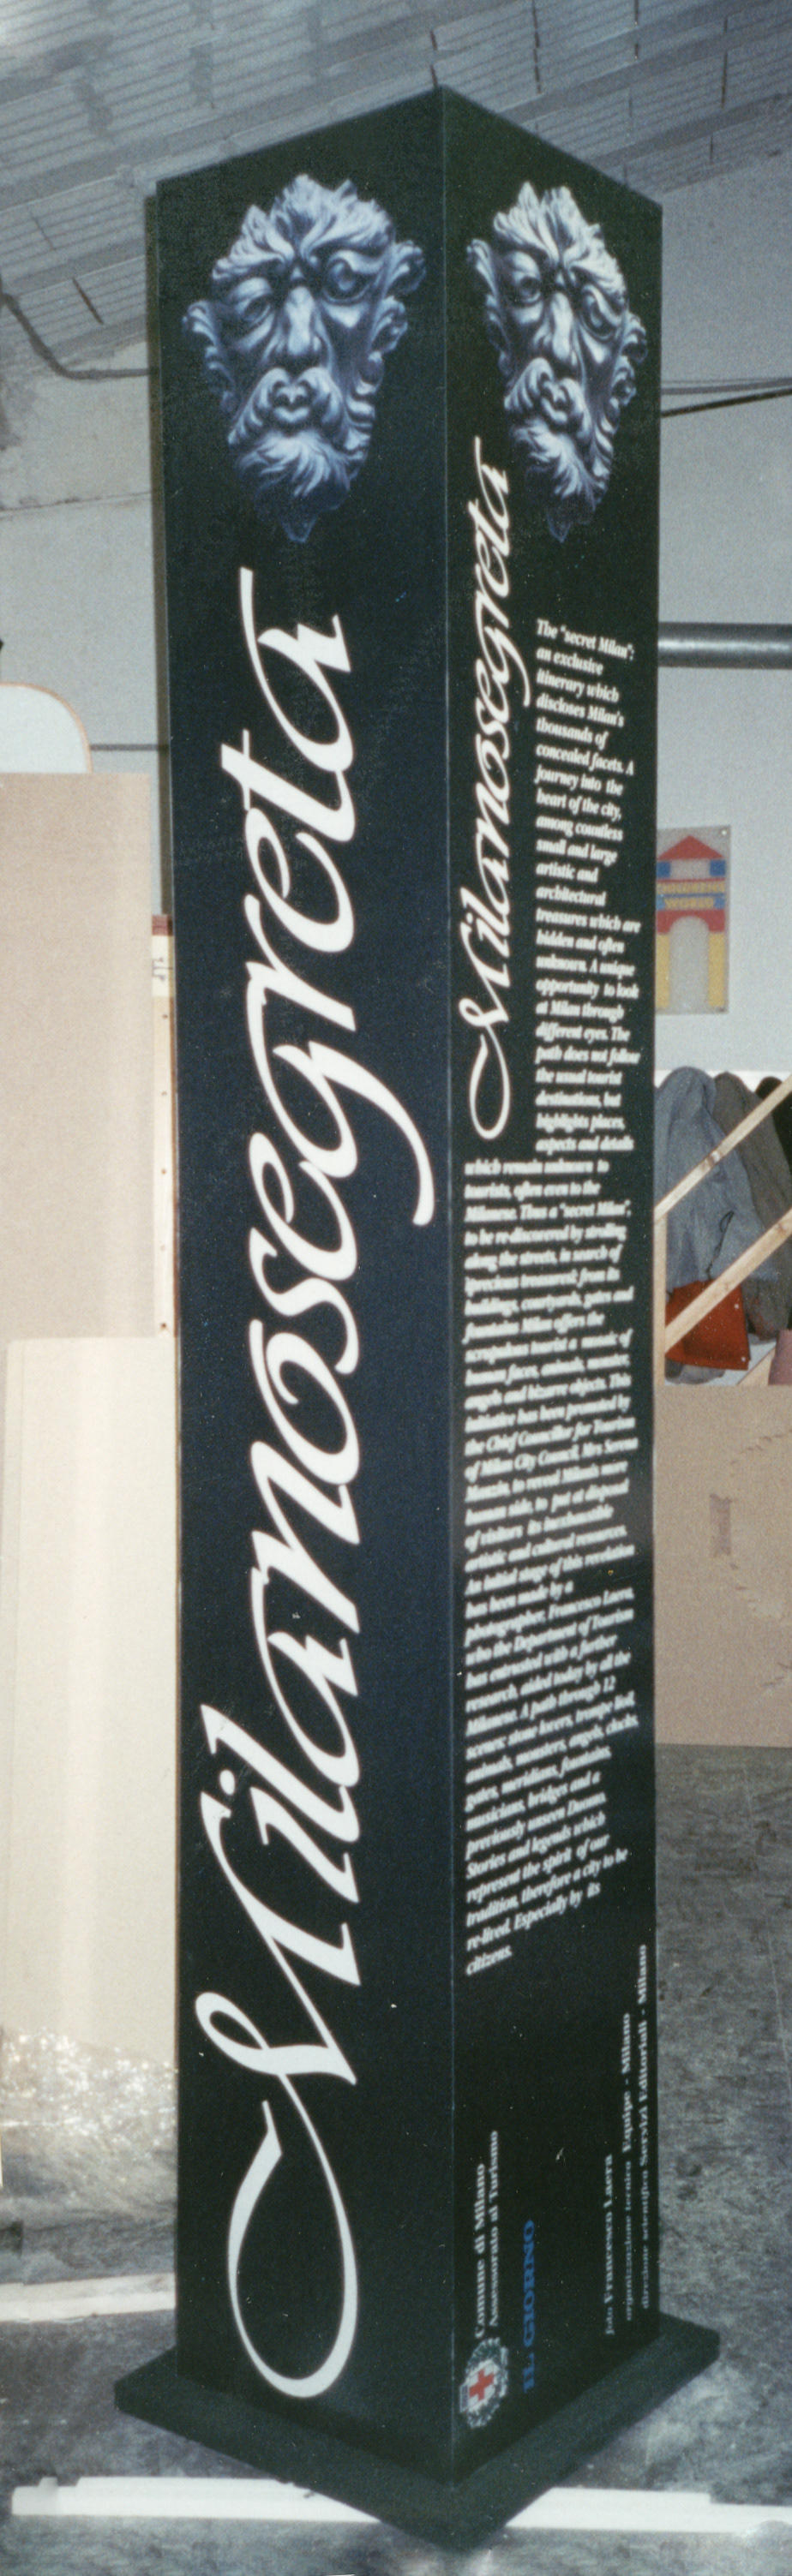 Milanosegreta
Milanosegreta
The "secret Milan":
an exclusive
itinerary which
discloses Milan's
thousands of
concealed facets. A
journey into the
heart of the city,
among countless
small and large
artistic and
architectural
treasures which are
hidden and often
unknown. A unique
opportunity to look
at Milan through
different eyes. The
path does not follow
the usual tourist
destinations, but
highlights places,
aspects and details
which remain unknown to
tourists, often even to the
Milanese. Thus a "secret Milan",
to be re-discovered by strolling
along the streets, in search of
precious treasures: from its
buildings, courtyards, gates and
fountains Milan offers the
scrupulous tourist a mosaic of
human faces, animals, monster,
angels and bizarre objects. This
initiative has been promoted by
the Chief Councillor for Tourism
of Milan City Council, Mrs Serena
Manzin, to reveal Milan's more
human side, to put at disposal
of visitors its inexhaustible
artistic and cultural resources.
An initial stage of this revelation
has been made by a
photographer, Francesco Laera,
who the Department of Tourism
has entrusted with a further
research, aided today by all the
Milanese. A path through 12
scenes: stone lovers, trompe l'œil,
animals, monsters, angels, clocks,
gates, meridians, fountains,
musicians, bridges and a
previously unseen Duomo.
Stories and legends which
represent the spirit of our
tradition, therefore a city to be
re-lived. Especially by its
citizens.
Comune di Milano
Assessorato al Turismo
IL GIORNO
foto Francesco Laera
organizzazione tecnica Equipe - Milano
direzione scientifica Servizi Editoriali - Milano
CHILDRENS
WORLD